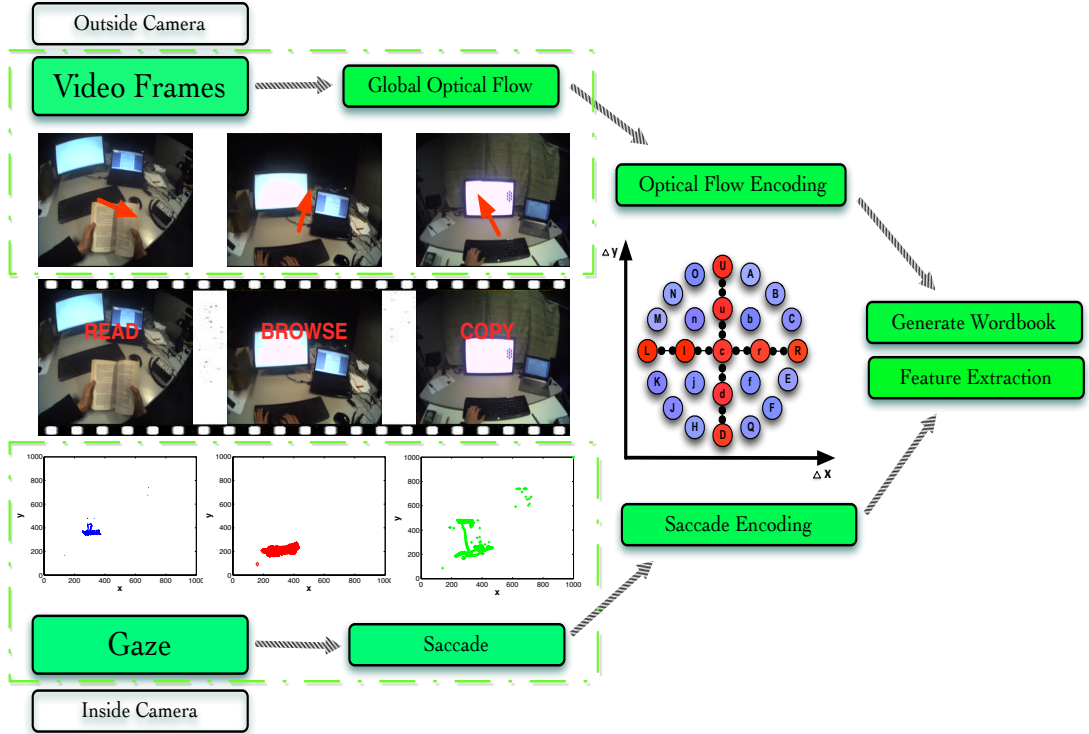 Outside Camera
Video Frames
Global Optical Flow
Optical Flow Encoding
READ
BROWSE
COPY
Δ y
U
O
A
N
B
u
M
n
b
C
L
l
c
r
R
K
j
d
f
E
J
F
H
D
Q
Δ x
Generate Wordbook
Feature Extraction
1000
800
600
400
200
0
y
0 200 400 600 800 1000
x
1000
800
600
400
200
0
y
0 200 400 600 800 1000
x
1000
800
600
400
200
0
y
0 200 400 600 800 1000
x
Saccade Encoding
Gaze
Saccade
Inside Camera